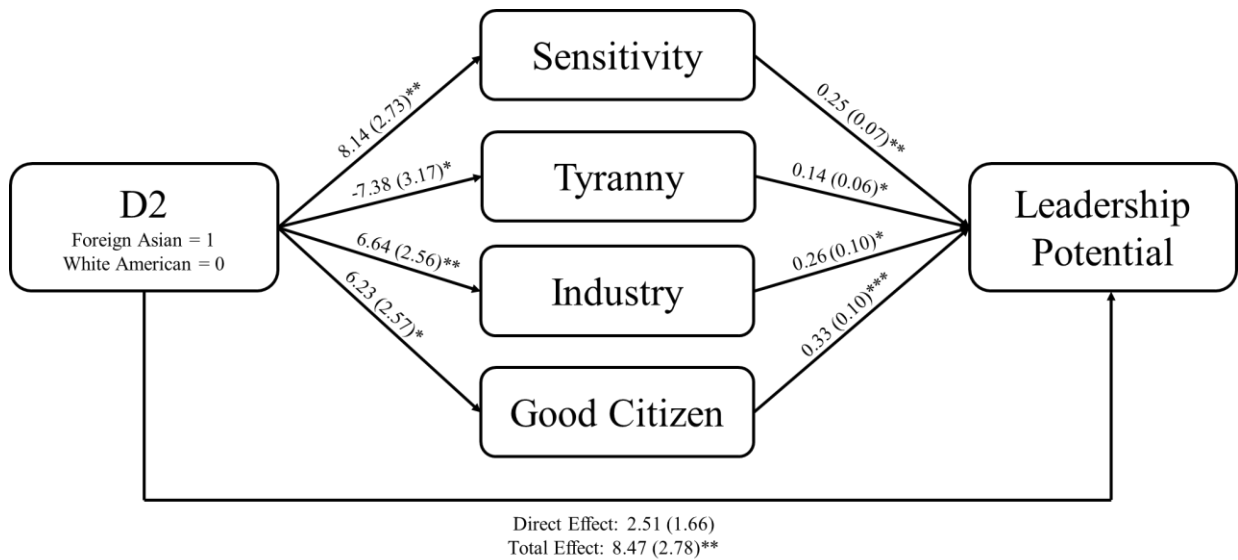 Sensitivity
8.14 (2.73)**
0.25 (0.07)**
Tyranny
-7.38 (3.17)*
0.14 (0.06)*
D2
Foreign Asian = 1
White American = 0
Leadership
Potential
6.64 (2.56)**
0.26 (0.10)*
Industry
6.23 (2.57)*
0.33 (0.10)***
Good Citizen
Direct Effect: 2.51 (1.66)
Total Effect: 8.47 (2.78)**